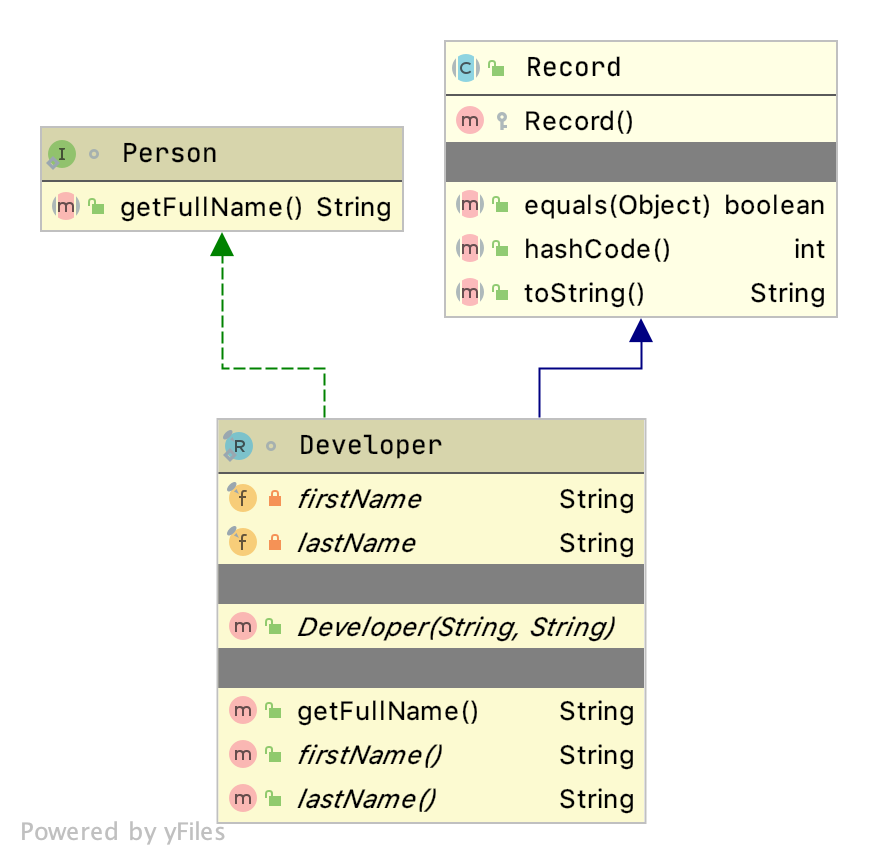 Person
getFullName() String
Record
Record()
equals(Object) boolean
hashCode() int
toString() String
Developer
firstName String
lastName String
Developer(String, String)
getFullName() String
firstName() String
lastName() String
Powered by yFiles